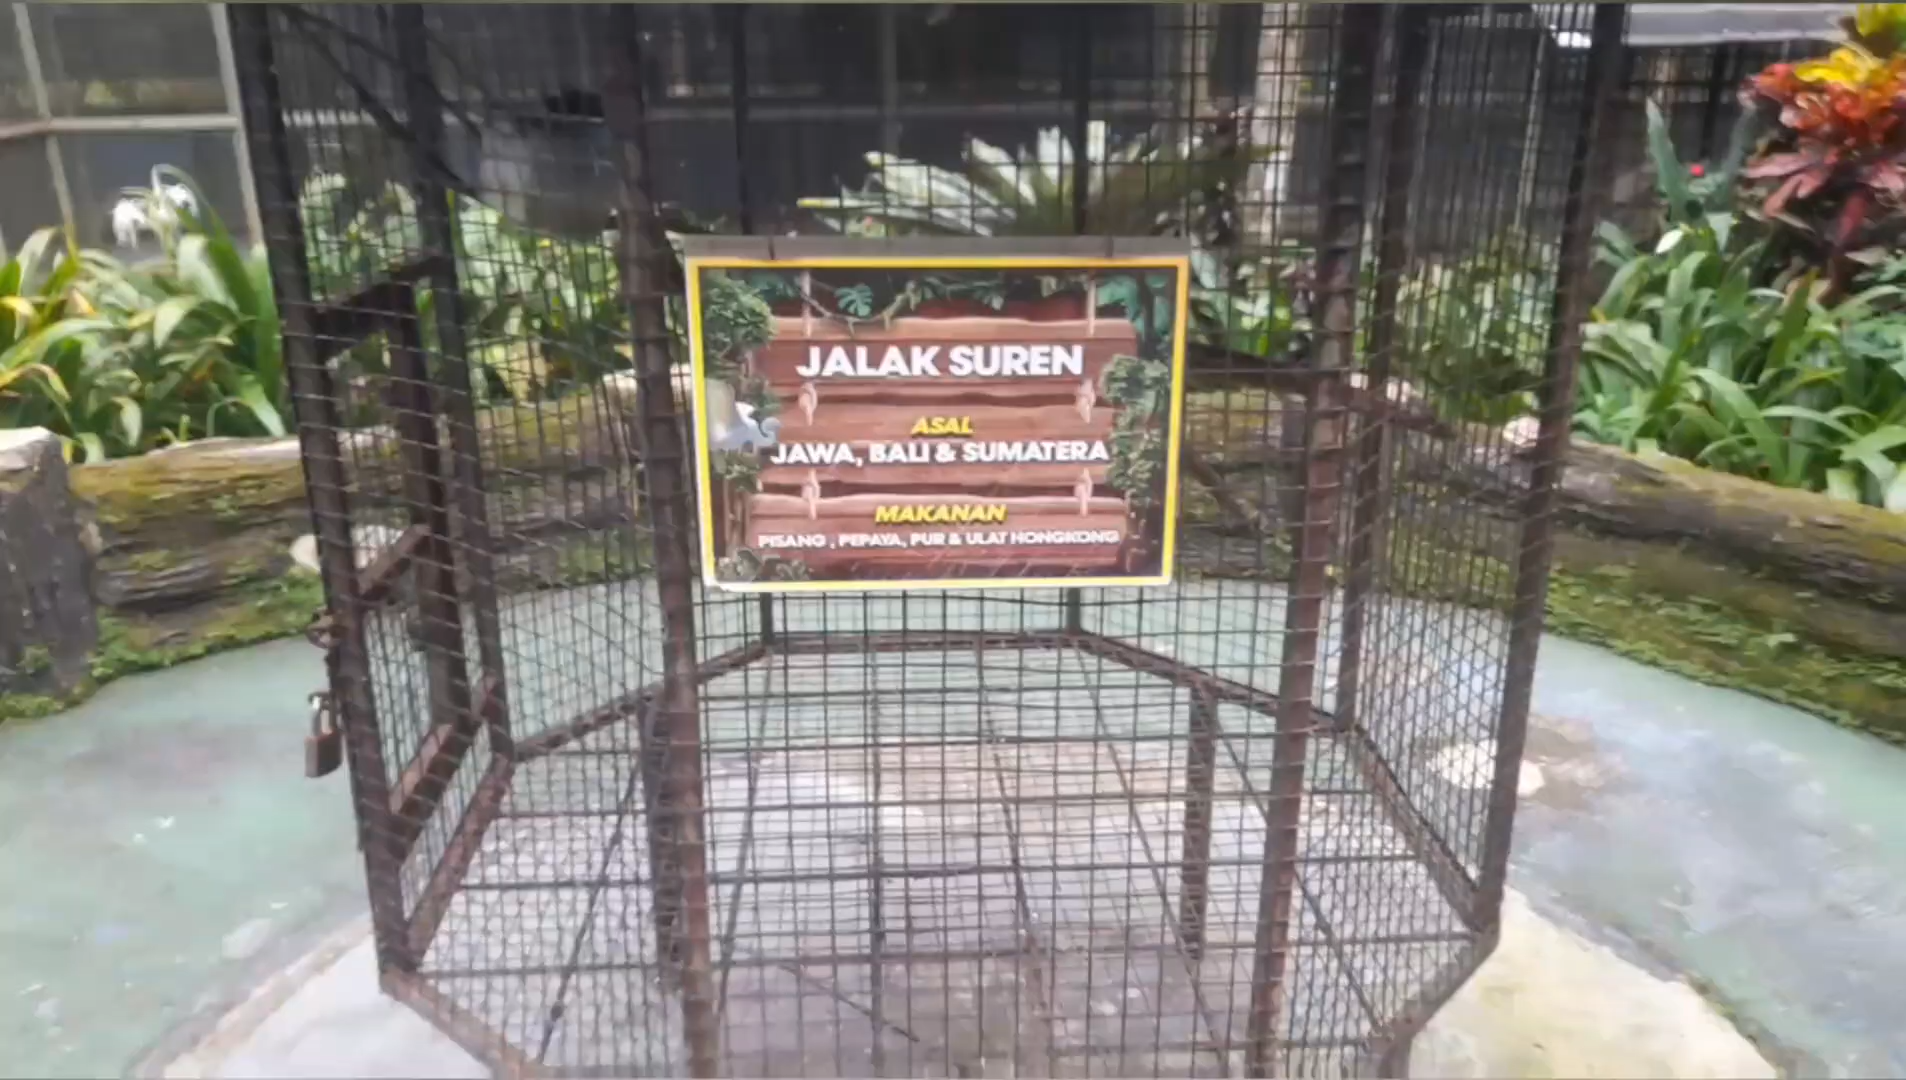 JALAK SUREN
ASAL
JAWA, BALI & SUMATERA
MAKANAN
PISANG , PEPAYA, PUR & ULAT HONGKONG